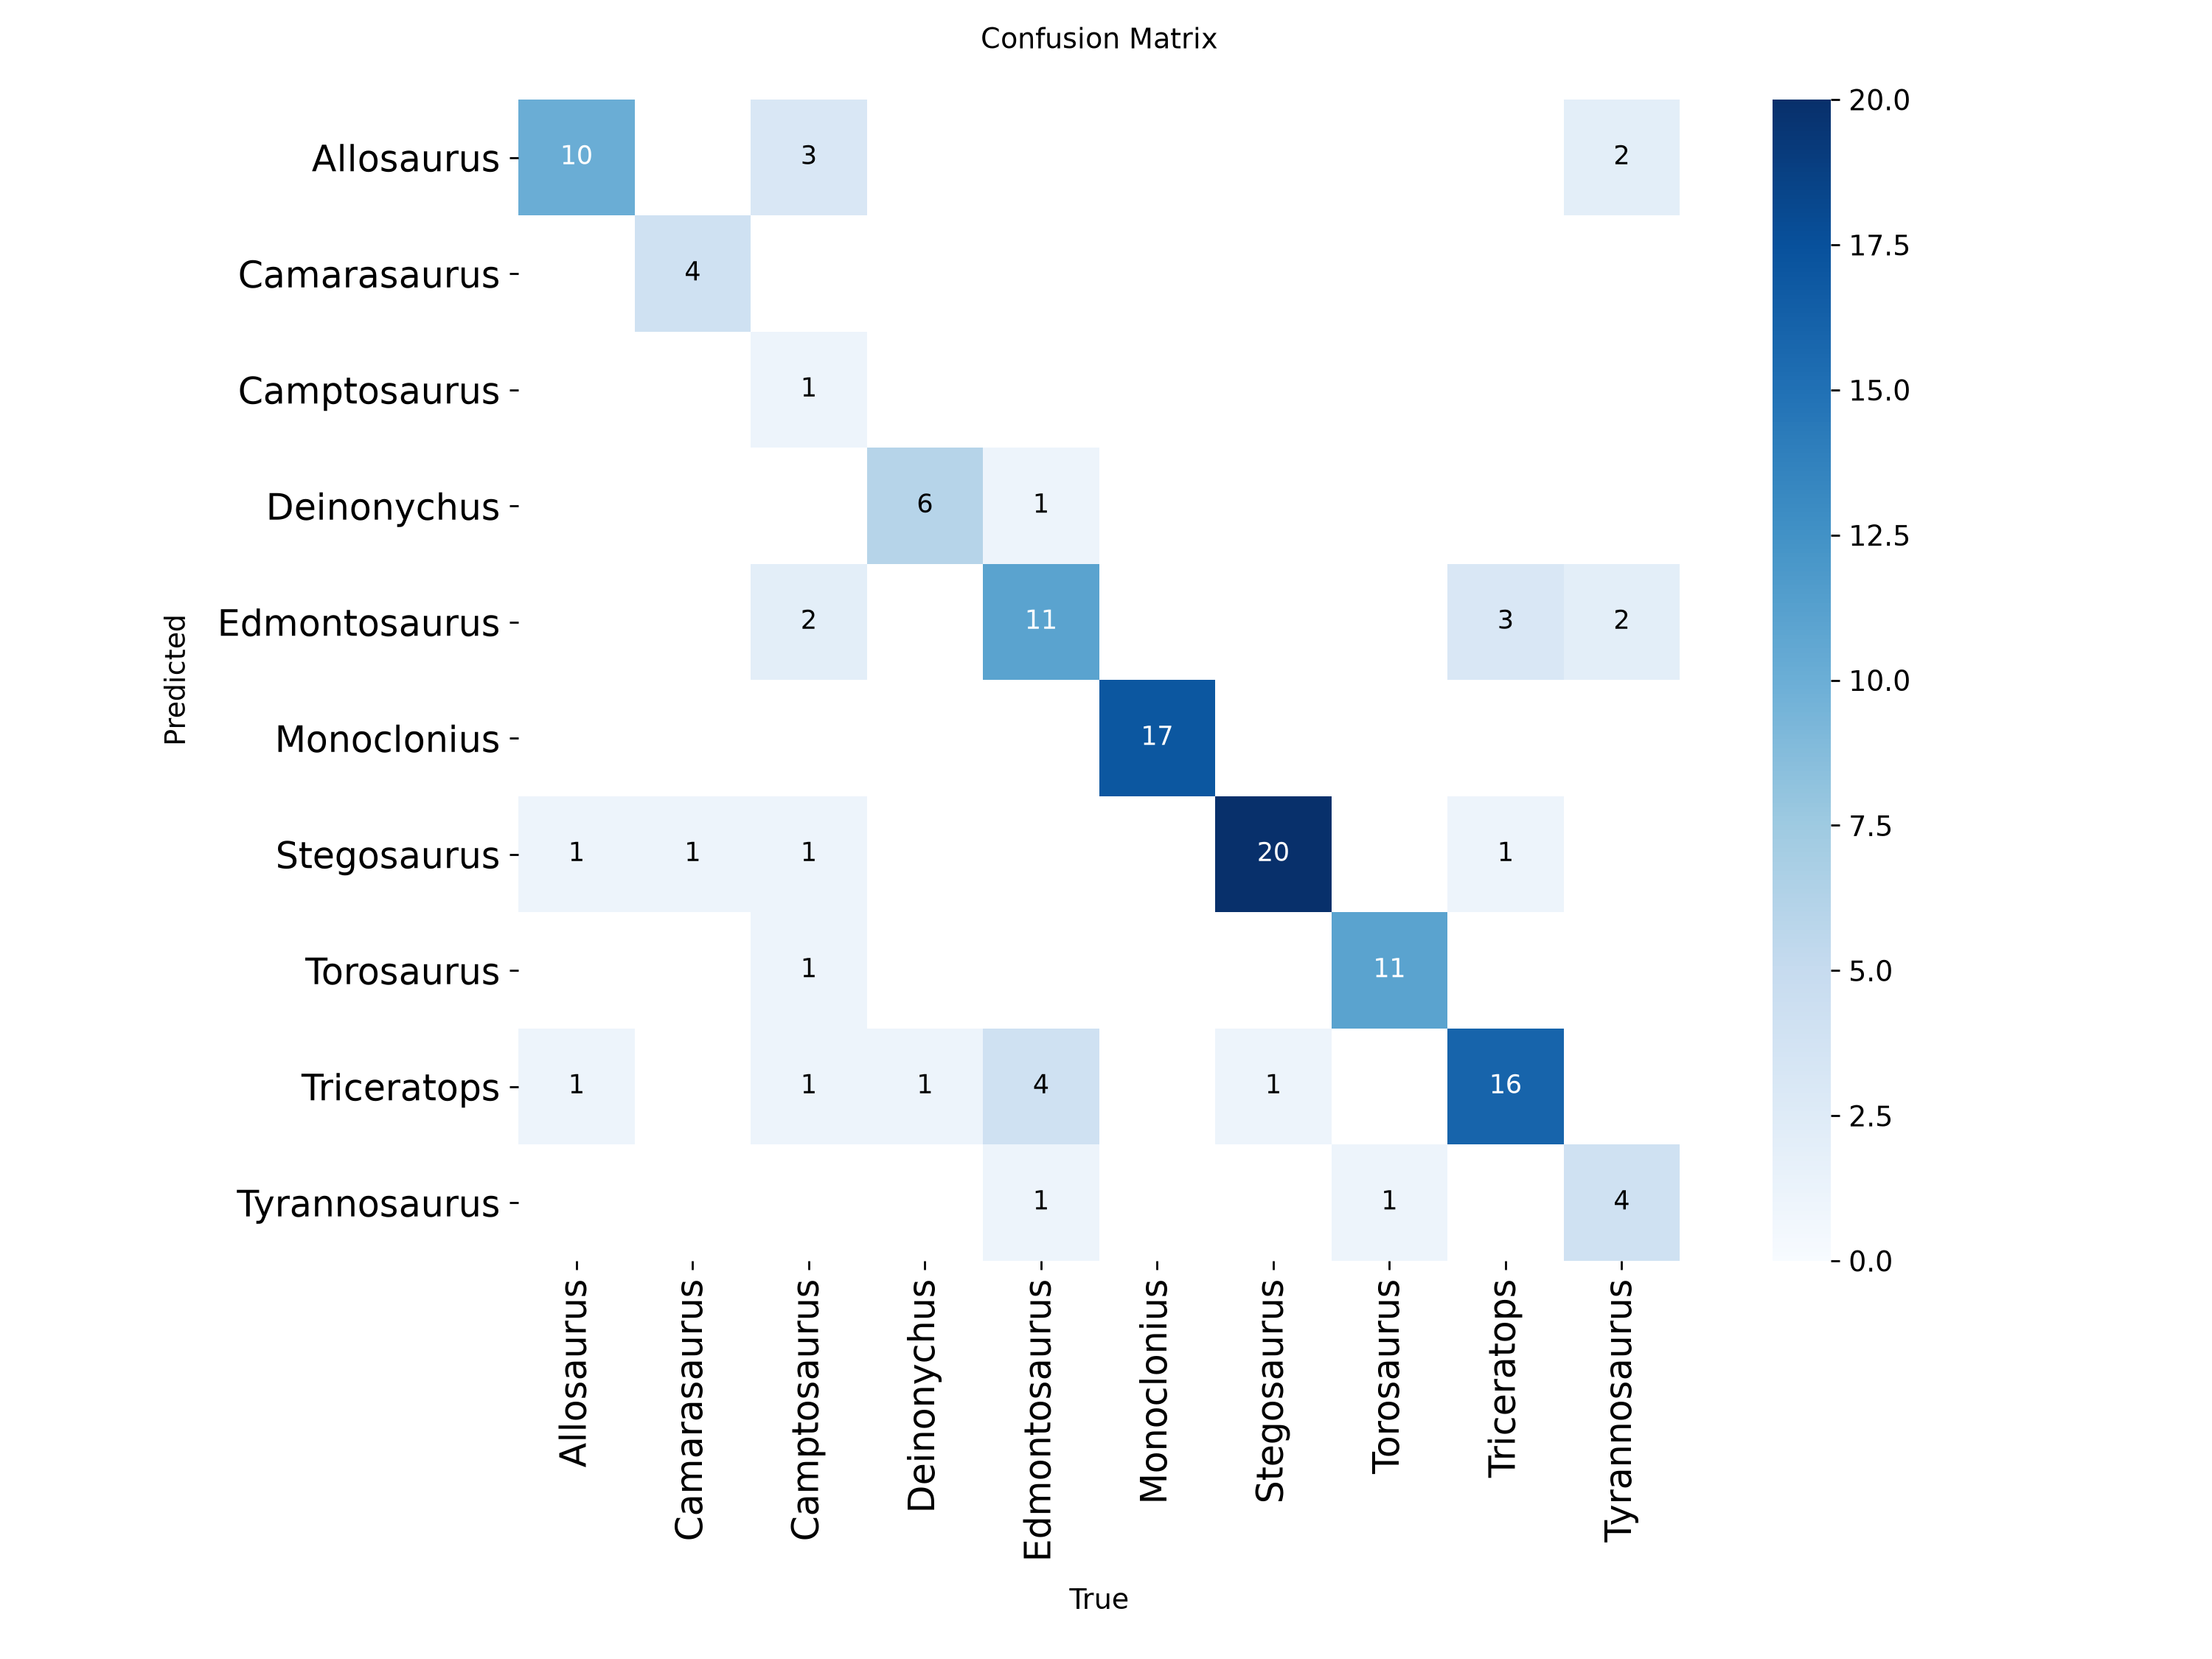 Confusion Matrix
Allosaurus 10 3 2
Camarasaurus 4
Camptosaurus 1
Deinonychus 6 1
Edmontosaurus 2 11 3 2
Monoclonius 17
Stegosaurus 1 1 1 20 1
Torosaurus 1 11
Triceratops 1 1 1 4 1 16
Tyrannosaurus 1 1 4
Predicted
Allosaurus
Camarasaurus
Camptosaurus
Deinonychus
Edmontosaurus
Monoclonius
Stegosaurus
Torosaurus
Triceratops
Tyrannosaurus
True
20.0
17.5
15.0
12.5
10.0
7.5
5.0
2.5
0.0